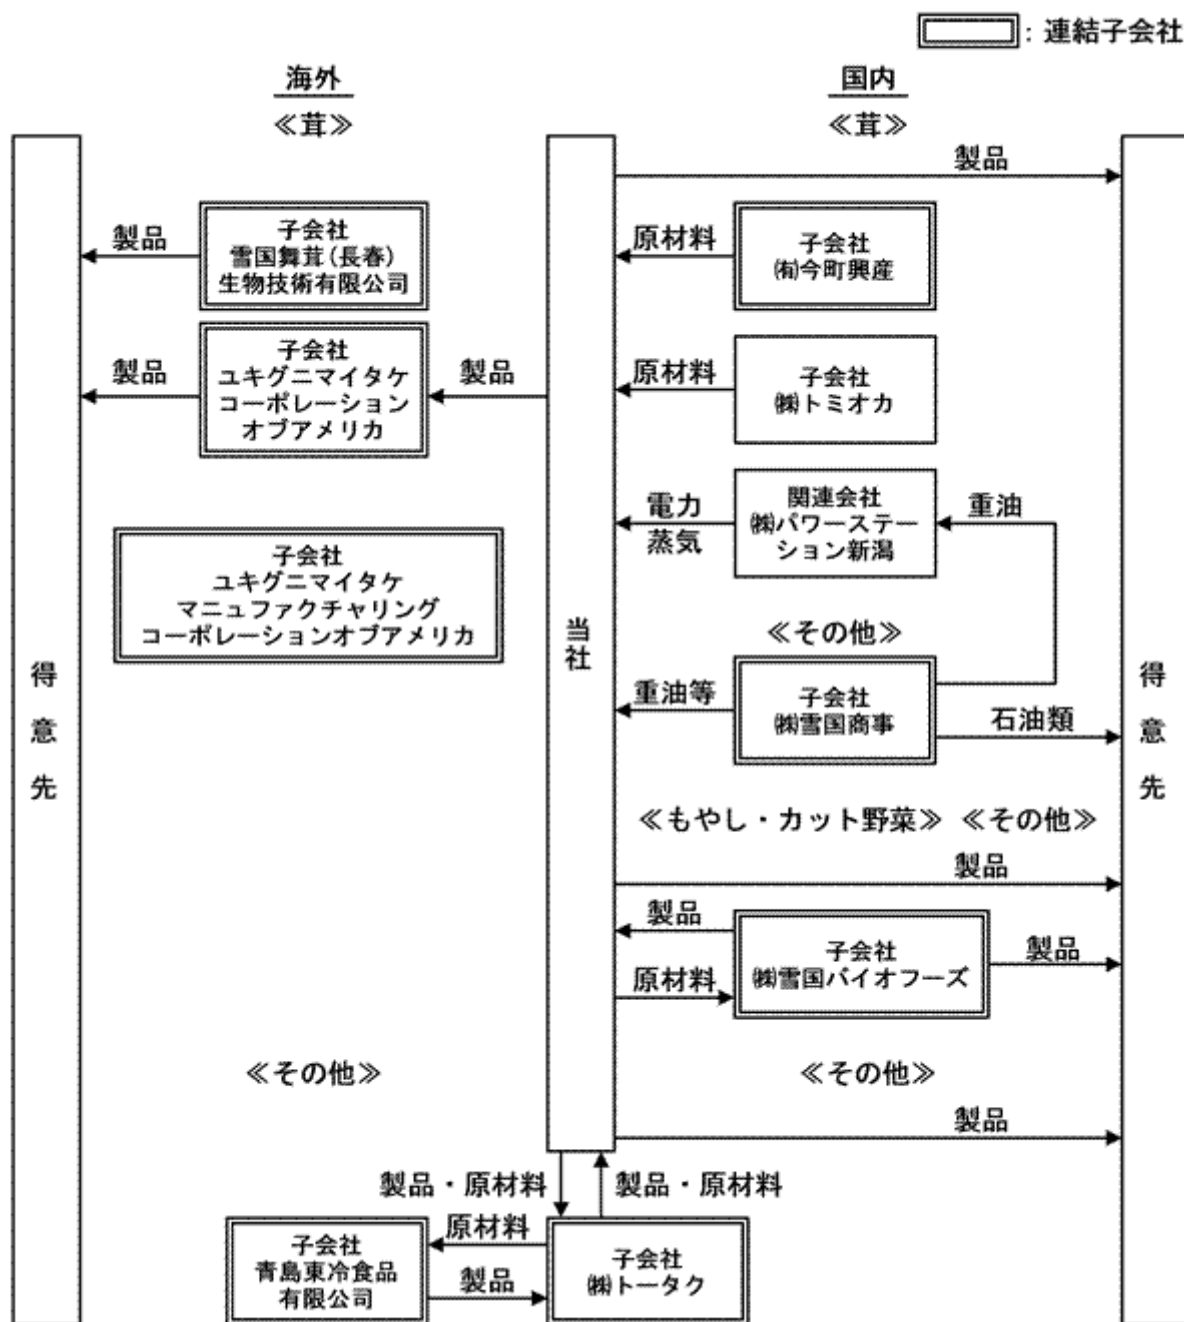 ：連結子会社
海外
国内
≪茸≫
≪茸≫
製品
製品
子会社
雪国舞茸（長春）
生物技術有限公司
原材料
子会社
㈲今町興産
製品
子会社
ユキグニマイタケ
コーポレーション
オブアメリカ
製品
原材料
子会社
㈱トミオカ
電力
蒸気
関連会社
㈱パワーステー
ション新潟
重油
子会社
ユキグニマイタケ
マニュファクチャリング
コーポレーションオブアメリカ
≪その他≫
得意先
当社
得意先
重油等
子会社
㈱雪国商事
石油類
≪もやし・カット野菜≫ ≪その他≫
製品
製品
原材料
子会社
㈱雪国バイオフーズ
製品
≪その他≫
≪その他≫
製品
製品・原材料
製品・原材料
子会社
青島東冷食品
有限公司
原材料
製品
子会社
㈱トータク